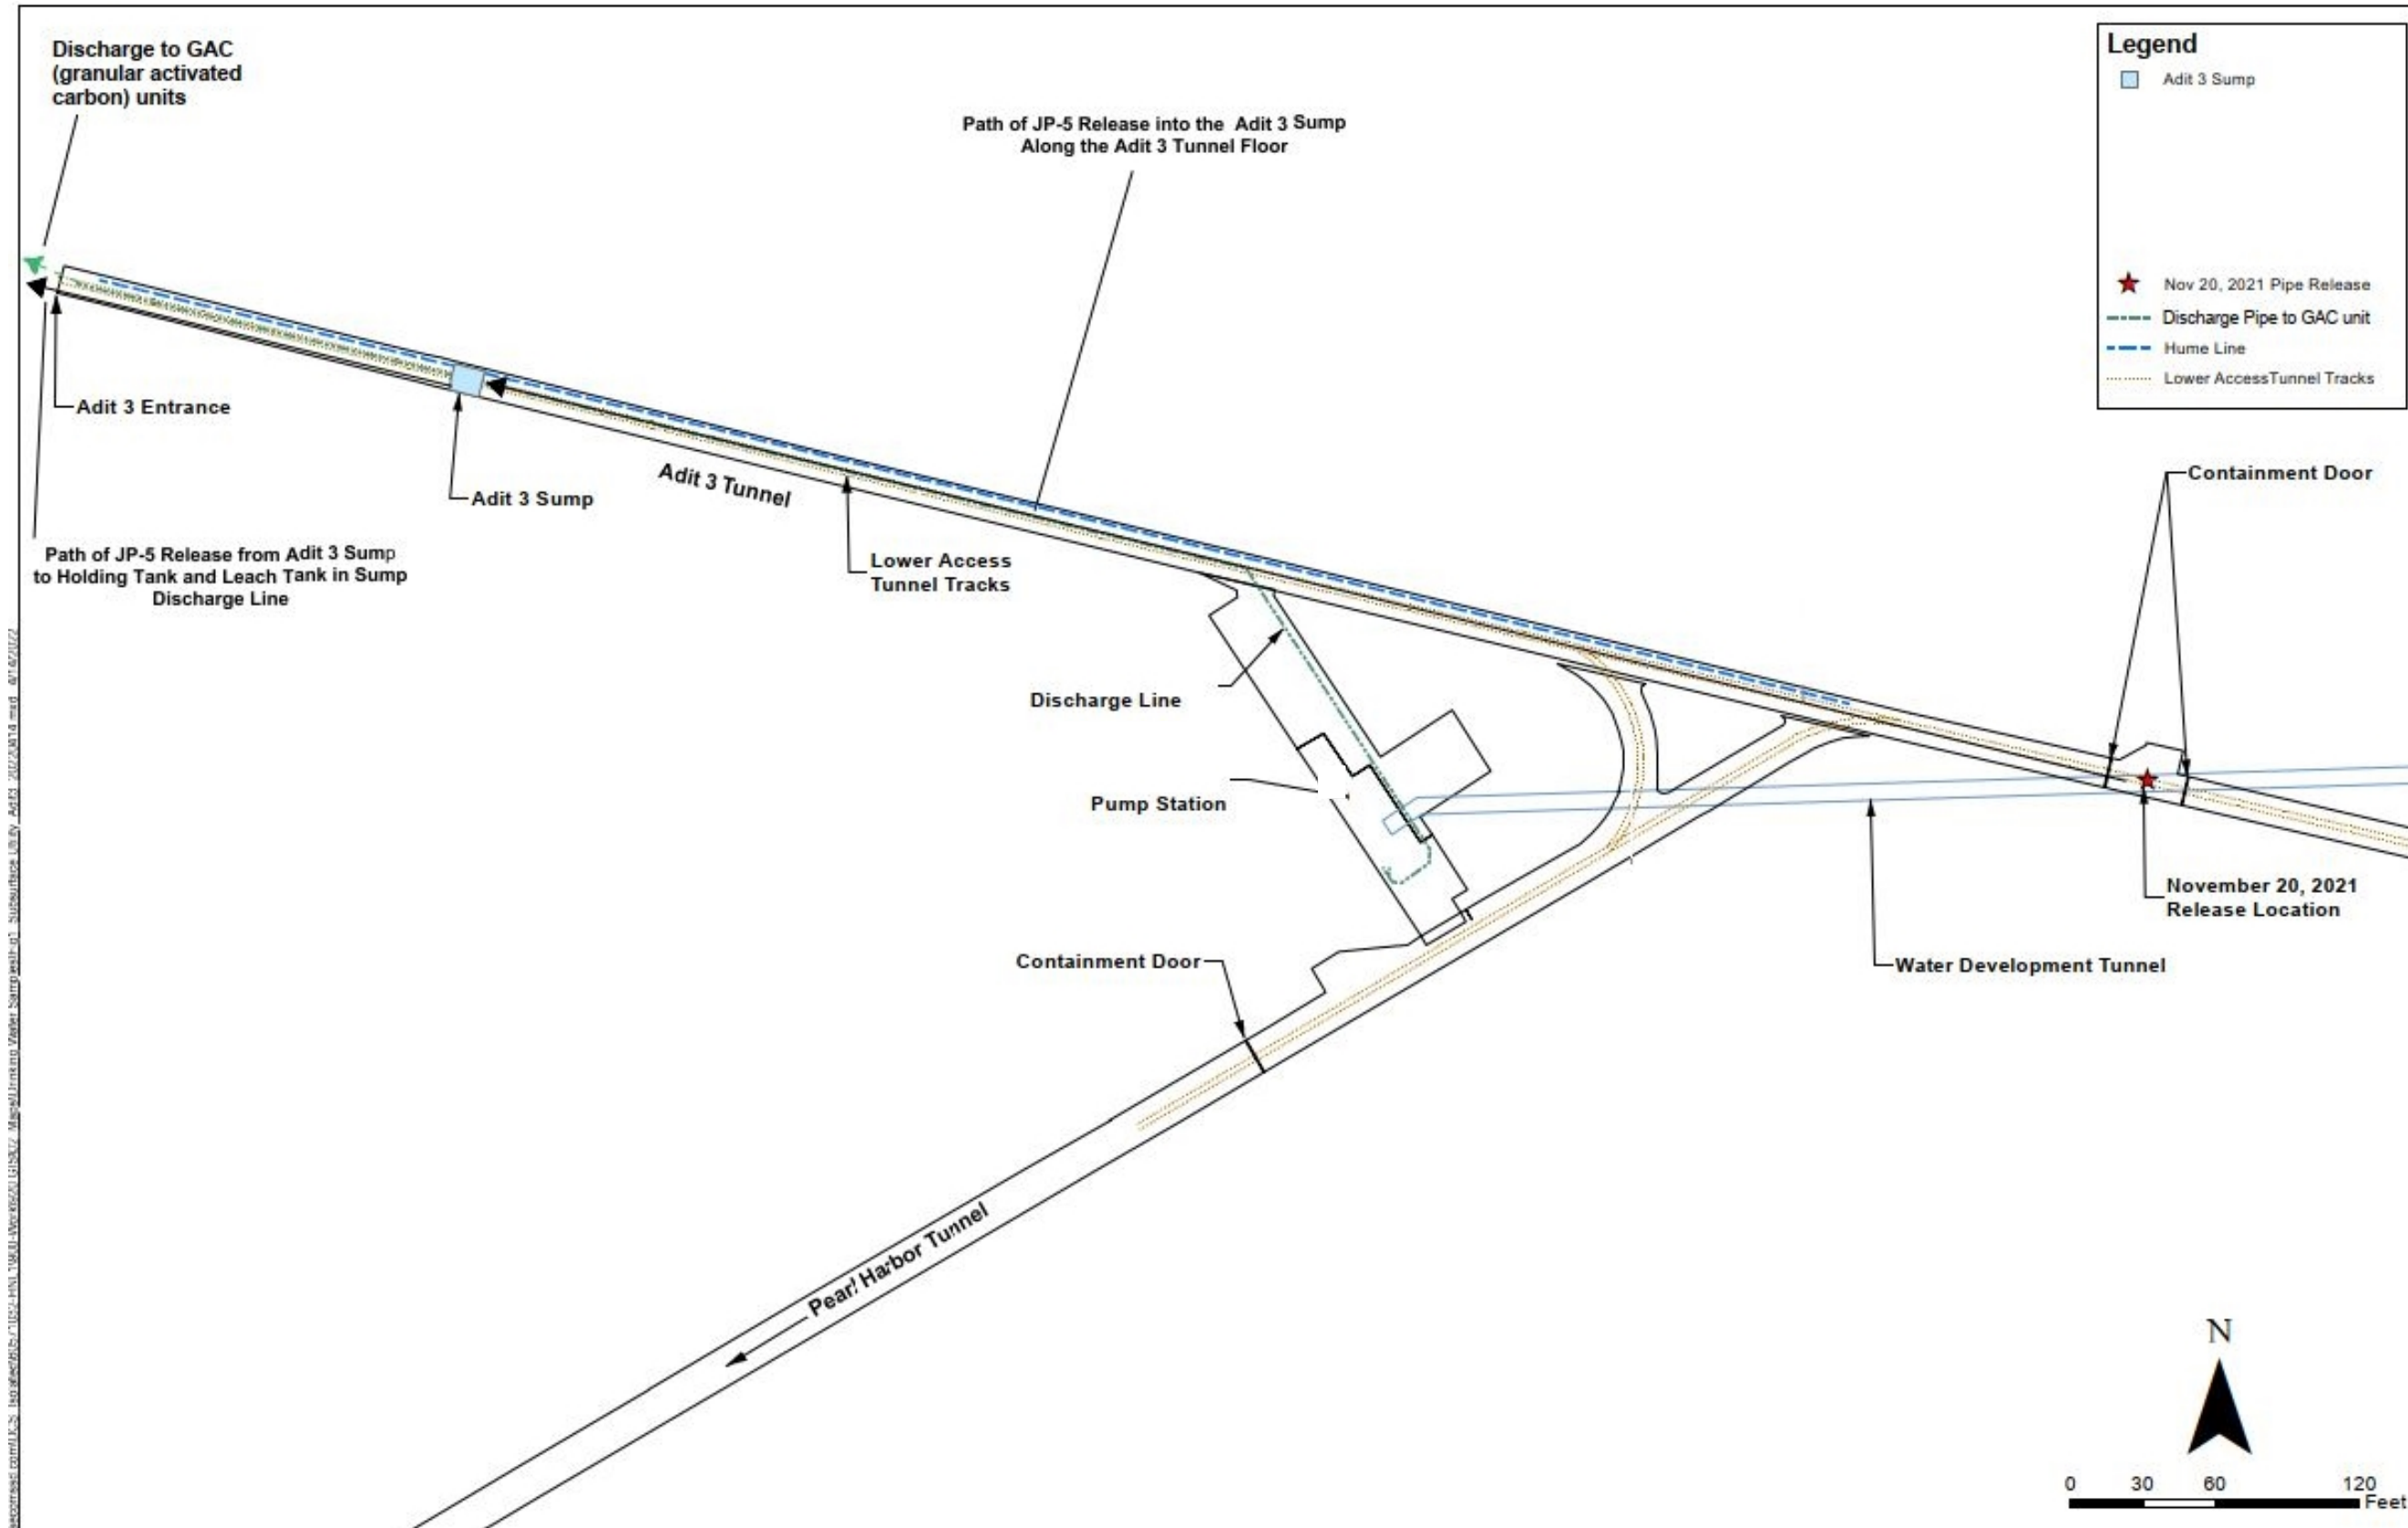 Discharge to GAC
(granular activated
carbon) units
Path of JP-5 Release into the Adit 3 Sump
Along the Adit 3 Tunnel Floor
Legend
Adit 3 Sump
Nov 20, 2021 Pipe Release
Discharge Pipe to GAC unit
Hume Line
Lower AccessTunnel Tracks
Adit 3 Entrance
Adit 3 Sump
Adit 3 Tunnel
Containment Door
Path of JP-5 Release from Adit 3 Sump
to Holding Tank and Leach Tank in Sump
Discharge Line
Lower Access
Tunnel Tracks
Discharge Line
Pump Station
November 20, 2021
Release Location
Containment Door
Water Development Tunnel
Pearl Harbor Tunnel
N
0 30 60 120
Feet